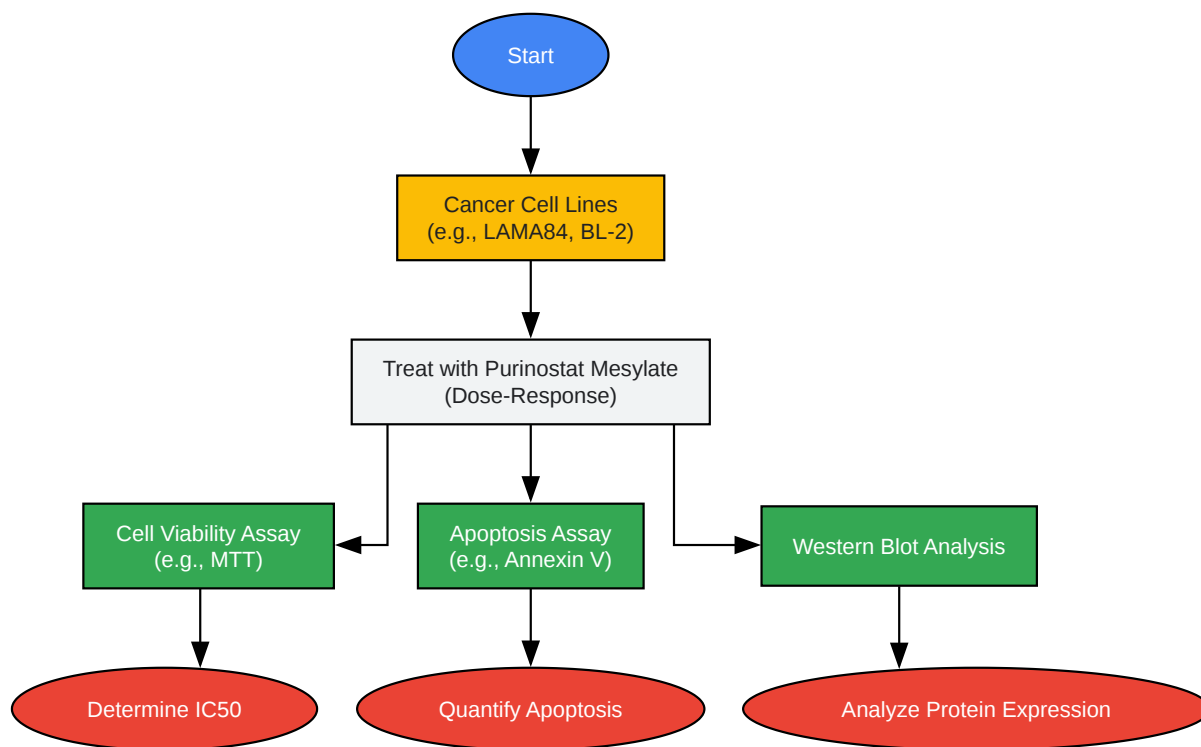 Start
Cancer Cell Lines
(e.g., LAMA84, BL-2)
Treat with Purinostat Mesylate
(Dose-Response)
Cell Viability Assay
(e.g., MTT)
Apoptosis Assay
(e.g., Annexin V)
Western Blot Analysis
Determine IC50
Quantify Apoptosis
Analyze Protein Expression